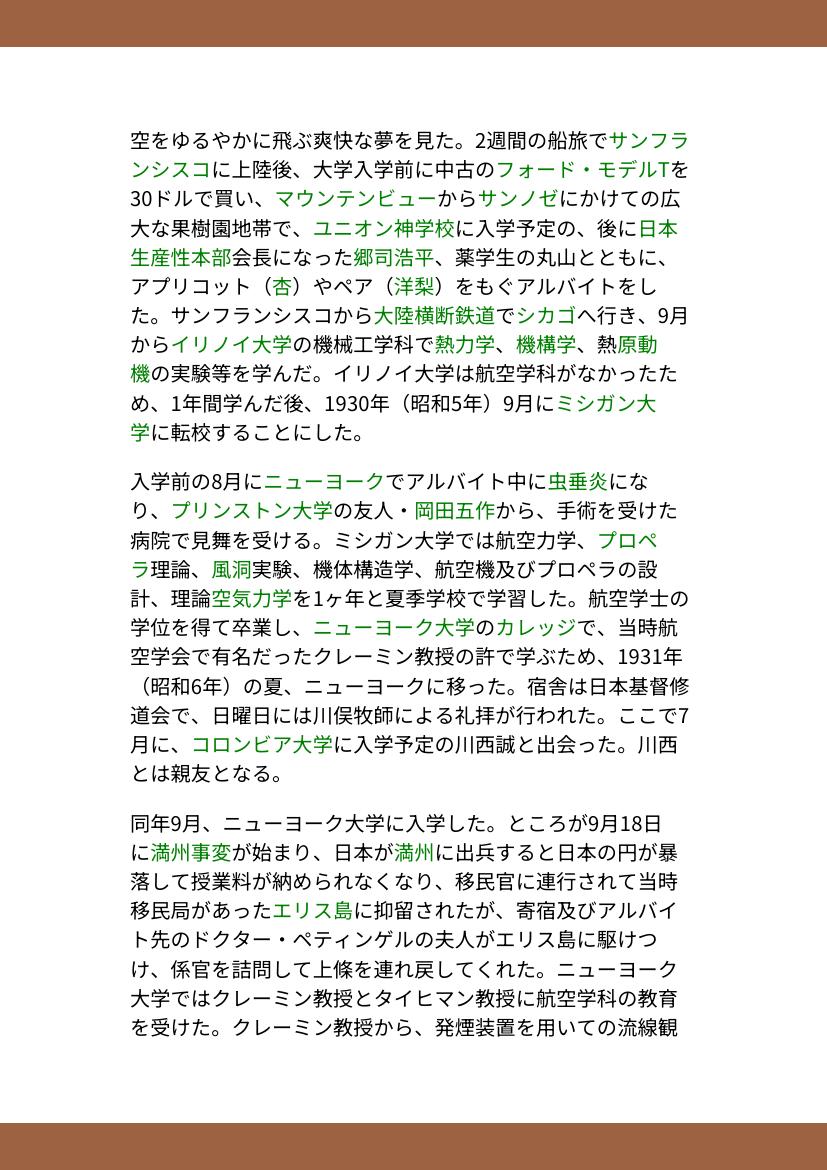 空をゆるやかに飛ぶ爽快な夢を見た。2週間の船旅でサンフラ
ンシスコに上陸後、大学入学前に中古のフォード・モデルTを
30ドルで買い、マウンテンビューからサンノゼにかけての広
大な果樹園地帯で、ユニオン神学校に入学予定の、後に日本
生産性本部会長になった郷司浩平、薬学生の丸山とともに、
アプリコット（杏）やペア（洋梨）をもぐアルバイトをし
た。サンフランシスコから大陸横断鉄道でシカゴへ行き、9月
からイリノイ大学の機械工学科で熱力学、機構学、熱原動
機の実験等を学んだ。イリノイ大学は航空学科がなかったた
め、1年間学んだ後、1930年（昭和5年）9月にミシガン大
学に転校することにした。
入学前の8月にニューヨークでアルバイト中に虫垂炎にな
り、プリンストン大学の友人・岡田五作から、手術を受けた
病院で見舞を受ける。ミシガン大学では航空力学、プロペ
ラ理論、風洞実験、機体構造学、航空機及びプロペラの設
計、理論空気力学を1ヶ年と夏季学校で学習した。航空学士の
学位を得て卒業し、ニューヨーク大学のカレッジで、当時航
空学会で有名だったクレーミン教授の許で学ぶため、1931年
（昭和6年）の夏、ニューヨークに移った。宿舎は日本基督修
道会で、日曜日には川俣牧師による礼拝が行われた。ここで7
月に、コロンビア大学に入学予定の川西誠と出会った。川西
とは親友となる。
同年9月、ニューヨーク大学に入学した。ところが9月18日
に満州事変が始まり、日本が満州に出兵すると日本の円が暴
落して授業料が納められなくなり、移民官に連行されて当時
移民局があったエリス島に抑留されたが、寄宿及びアルバイ
ト先のドクター・ペティンゲルの夫人がエリス島に駆けつ
け、係官を詰問して上條を連れ戻してくれた。ニューヨーク
大学ではクレーミン教授とタイヒマン教授に航空学科の教育
を受けた。クレーミン教授から、発煙装置を用いての流線観